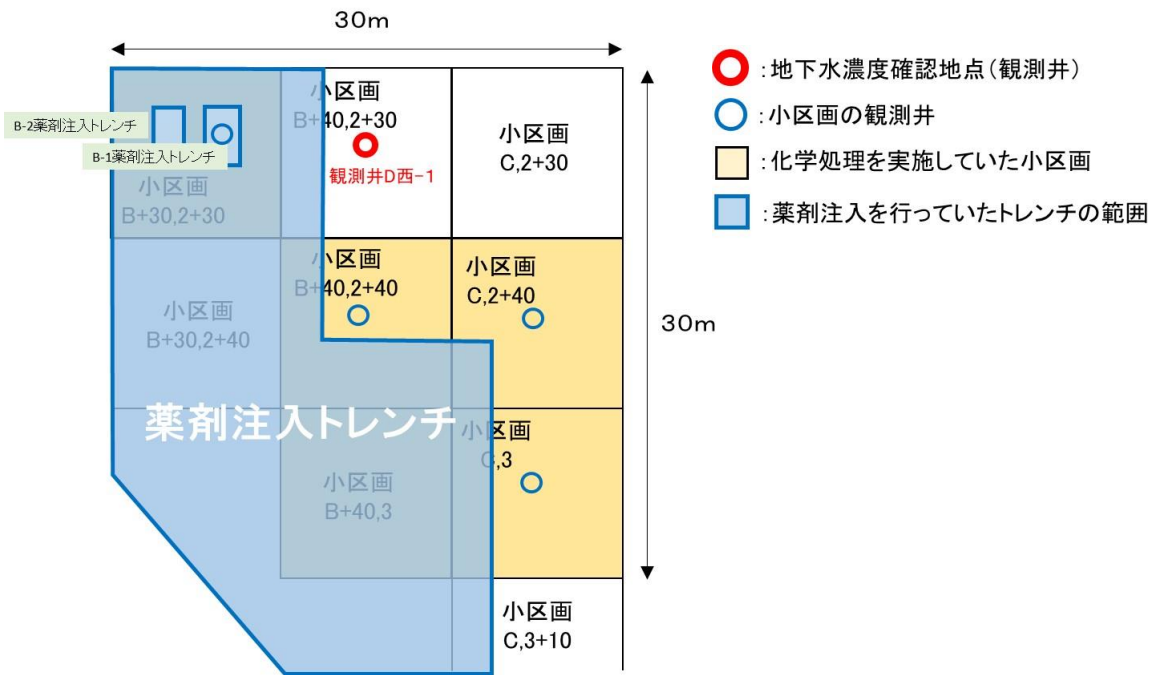 30m
:地下水濃度確認地点(観測井)
:小区画の観測井
:化学処理を実施していた小区画
:薬剤注入を行っていたトレンチの範囲
B-2薬剤注入トレンチ
B-1薬剤注入トレンチ
小区画
B+30,2+30
小区画
B+40,2+30
観測井D西-1
小区画
C,2+30
小区画
B+30,2+40
小区画
B+40,2+40
小区画
C,2+40
30m
薬剤注入トレンチ
小区画
B+40,3
小区画
C,3
小区画
C,3+10